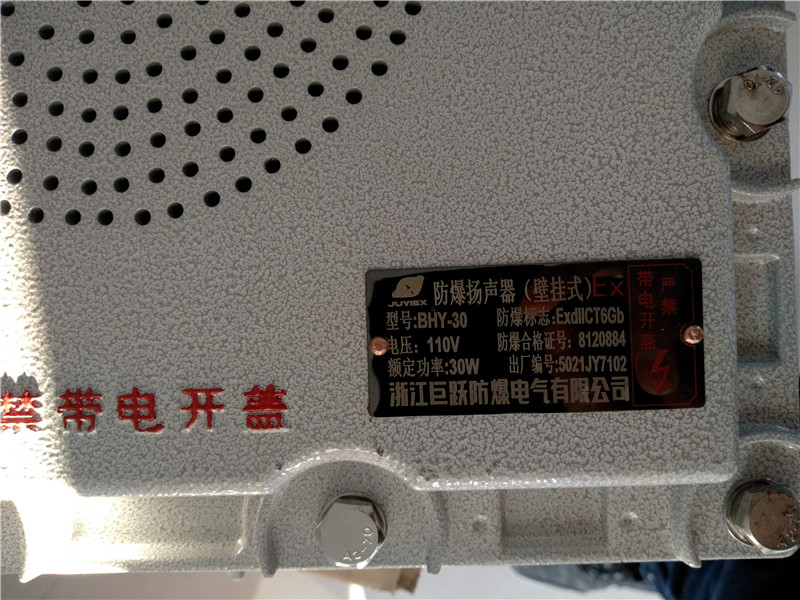 防爆扬声器(壁挂式) Ex
JUYIEX
型号:BHY-30 防爆标志:ExdIICT6Gb
电压: 110V 防爆合格证号: 8120884
额定功率:30W 出厂编号:5021JY7102
浙江巨跃防爆电气有限公司
严禁
带电开盖
禁带电开盖
A2-70